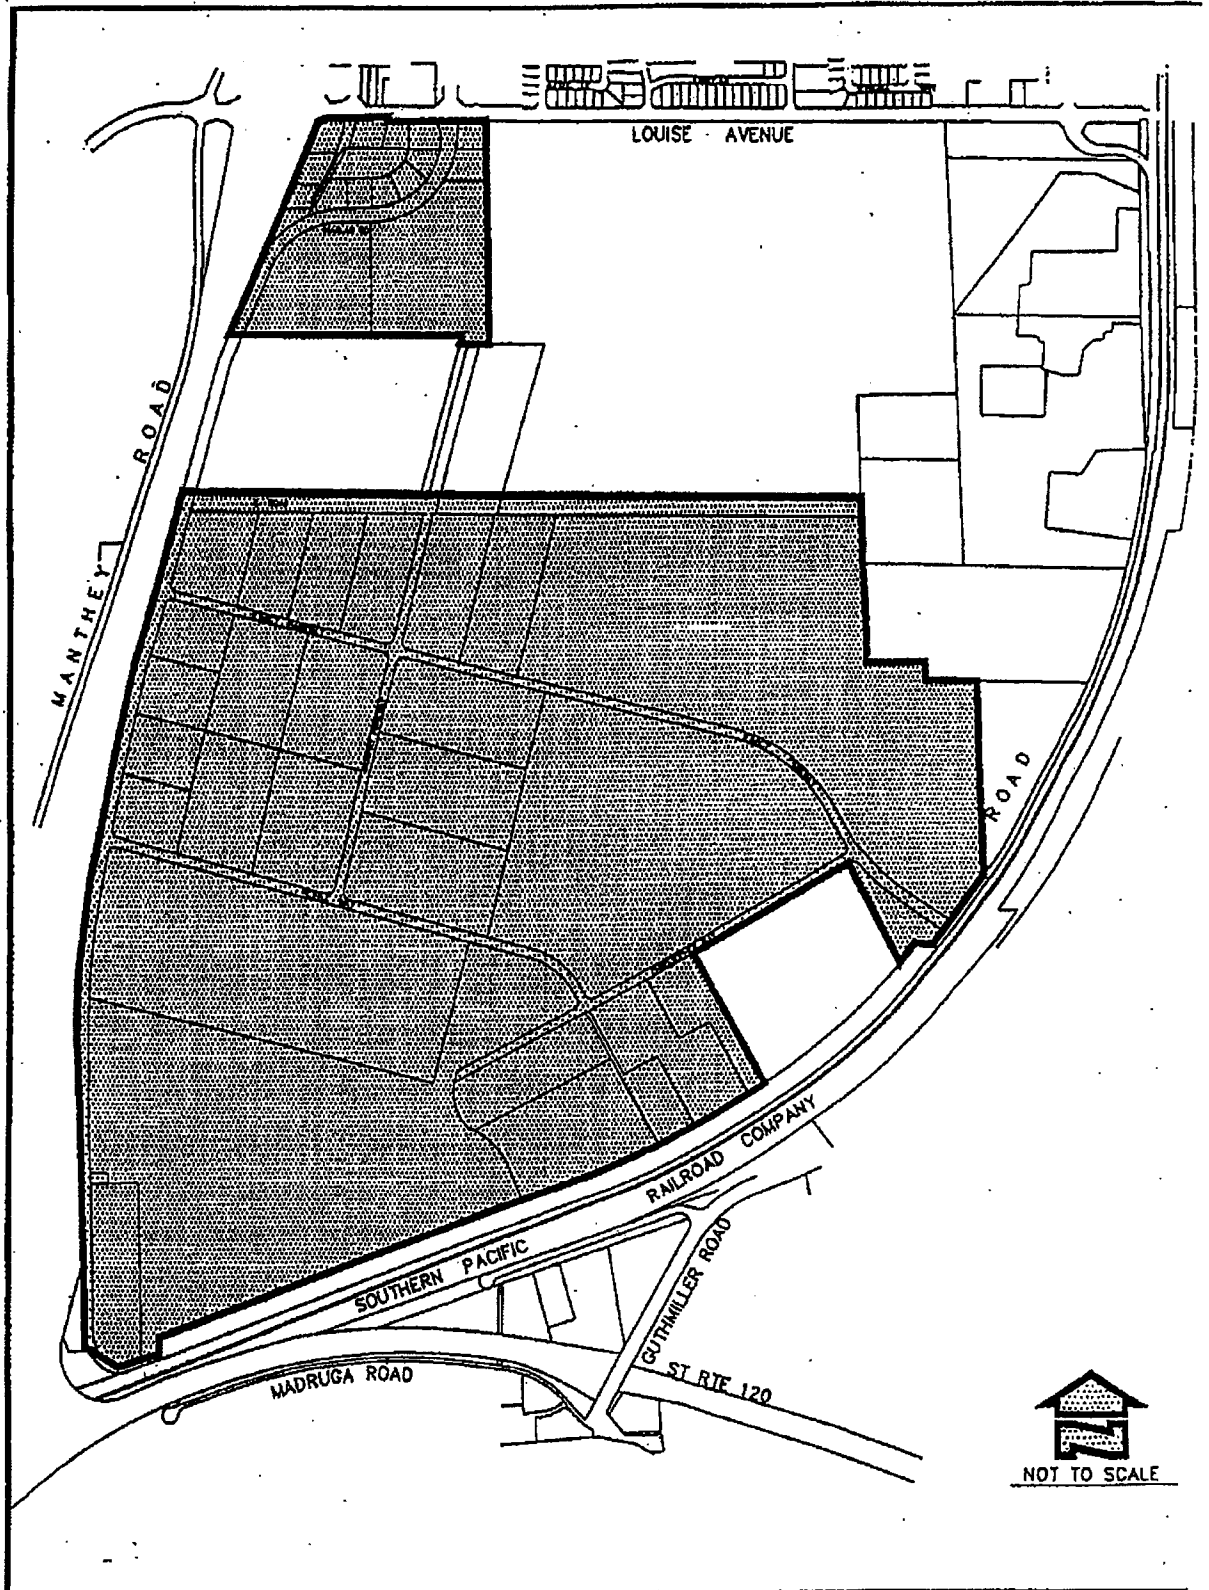 LOUISE AVENUE
MANTHEY ROAD
ROAD
SOUTHERN PACIFIC RAILROAD COMPANY
GUTHMILLER ROAD
MADRUGA ROAD
ST RTE 120
N
NOT TO SCALE